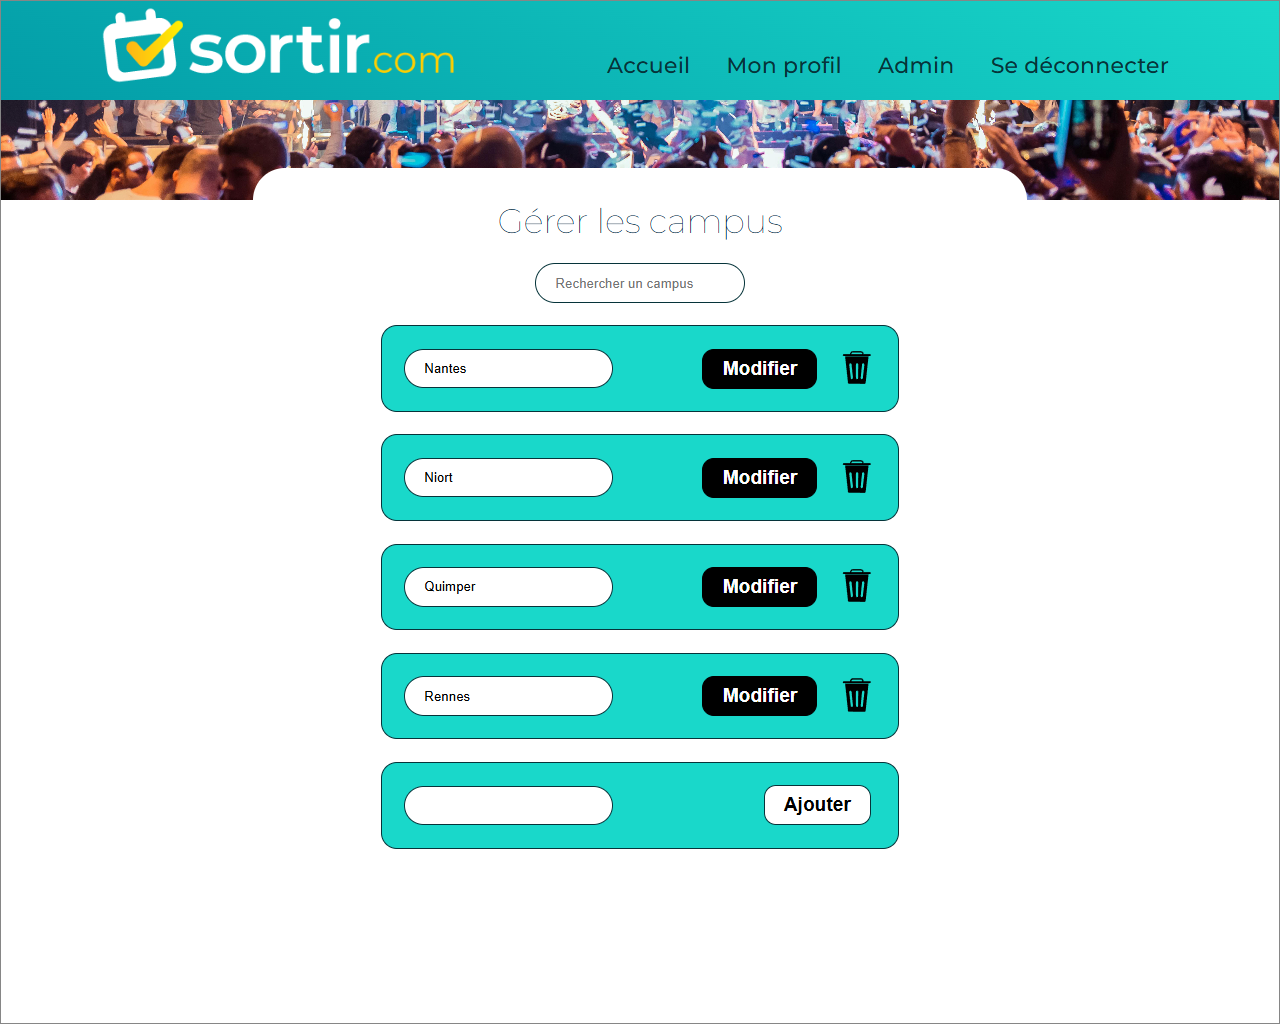 sortir.com
Accueil Mon profil Admin Se déconnecter
Gérer les campus
Rechercher un campus
Nantes Modifier
Niort Modifier
Quimper Modifier
Rennes Modifier
Ajouter